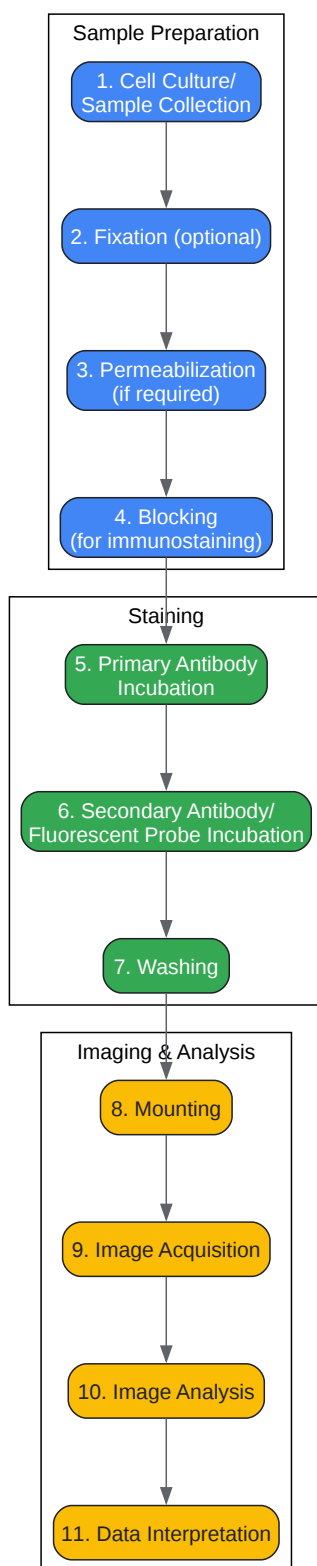 Sample Preparation
1. Cell Culture/
Sample Collection
2. Fixation (optional)
3. Permeabilization
(if required)
4. Blocking
(for immunostaining)
Staining
5. Primary Antibody
Incubation
6. Secondary Antibody/
Fluorescent Probe Incubation
7. Washing
Imaging & Analysis
8. Mounting
9. Image Acquisition
10. Image Analysis
11. Data Interpretation